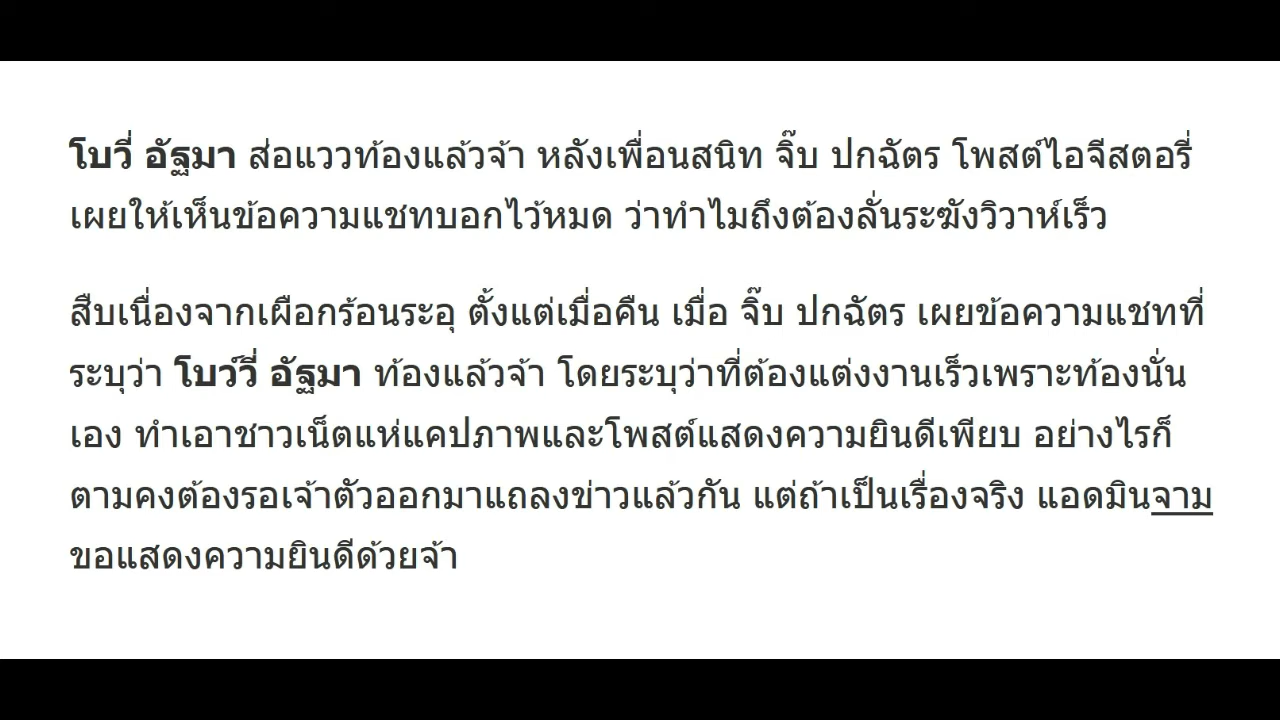 โบวี่ อัฐมา ส่อแววท้องแล้วจ้า หลังเพื่อนสนิท จิ๊บ ปกฉัตร โพสต์ไอจีสตอรี่
เผยให้เห็นข้อความแชทบอกไว้หมด ว่าทำไมถึงต้องลั่นระฆังวิวาห์เร็ว
สืบเนื่องจากเผือกร้อนระอุ ตั้งแต่เมื่อคืน เมื่อ จิ๊บ ปกฉัตร เผยข้อความแชทที่
ระบุว่า โบว์วี่ อัฐมา ท้องแล้วจ้า โดยระบุว่าที่ต้องแต่งงานเร็วเพราะท้องนั่น
เอง ทำเอาชาวเน็ตแห่แคปภาพและโพสต์แสดงความยินดีเพียบ อย่างไรก็
ตามคงต้องรอเจ้าตัวออกมาแถลงข่าวแล้วกัน แต่ถ้าเป็นเรื่องจริง แอดมินจาม
ขอแสดงความยินดีด้วยจ้า